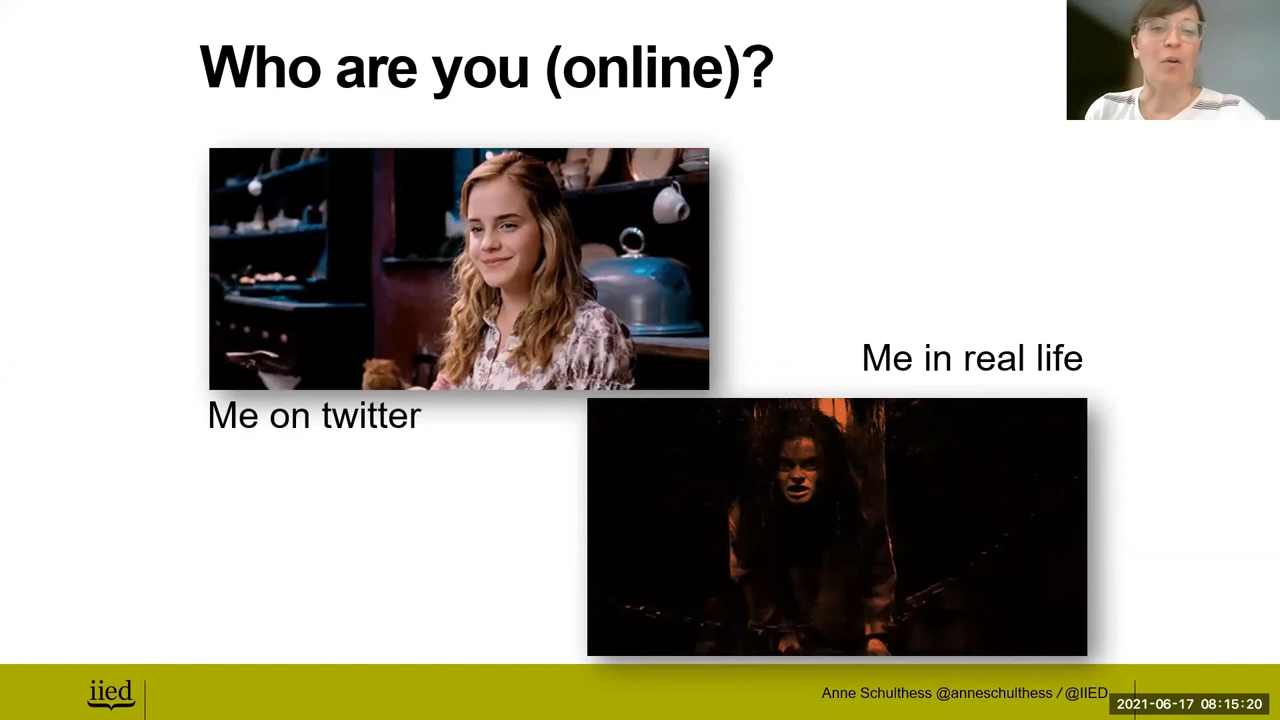 Who are you (online)?
Me in real life
Me on twitter
iied
Anne Schulthess @anneschulthess / @IIED
2021-06-17 08:15:20